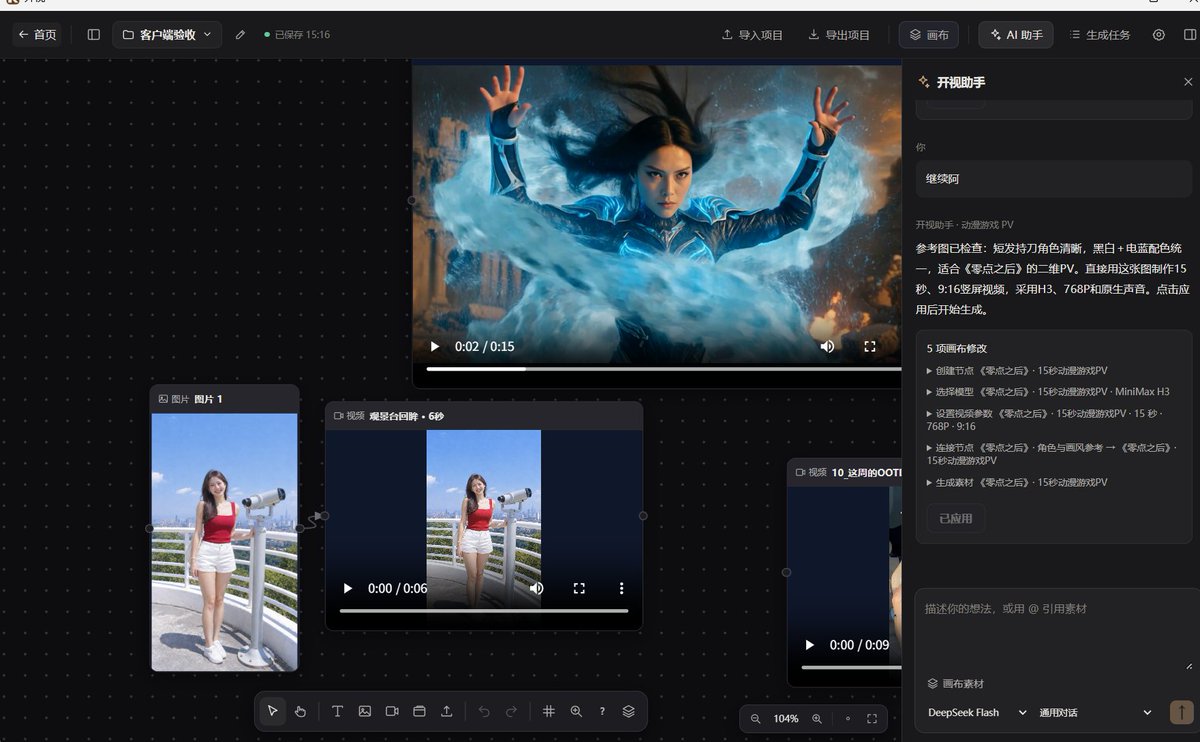 首页
客户端验收
已保存 15:16
导入项目
导出项目
画布
AI 助手
生成任务
0:02 / 0:15
图片 图片 1
视频 观景台回眸 • 6秒
0:00 / 0:06
视频 10_这周的OOTI
0:00 / 0:09
104%
开视助手
你
继续阿
开视助手 · 动漫游戏 PV
参考图已检查：短发持刀角色清晰，黑白＋电蓝配色统
一，适合《零点之后》的二维PV。直接用这张图制作15
秒、9:16竖屏视频，采用H3、768P和原生声音。点击应
用后开始生成。
5 项画布修改
创建节点 《零点之后》· 15秒动漫游戏PV
选择模型 《零点之后》· 15秒动漫游戏PV · MiniMax H3
设置视频参数 《零点之后》· 15秒动漫游戏PV · 15 秒 ·
768P · 9:16
连接节点 《零点之后》· 角色与画风参考 → 《零点之后》·
15秒动漫游戏PV
生成素材 《零点之后》· 15秒动漫游戏PV
已应用
描述你的想法，或用 @ 引用素材
画布素材
DeepSeek Flash
通用对话